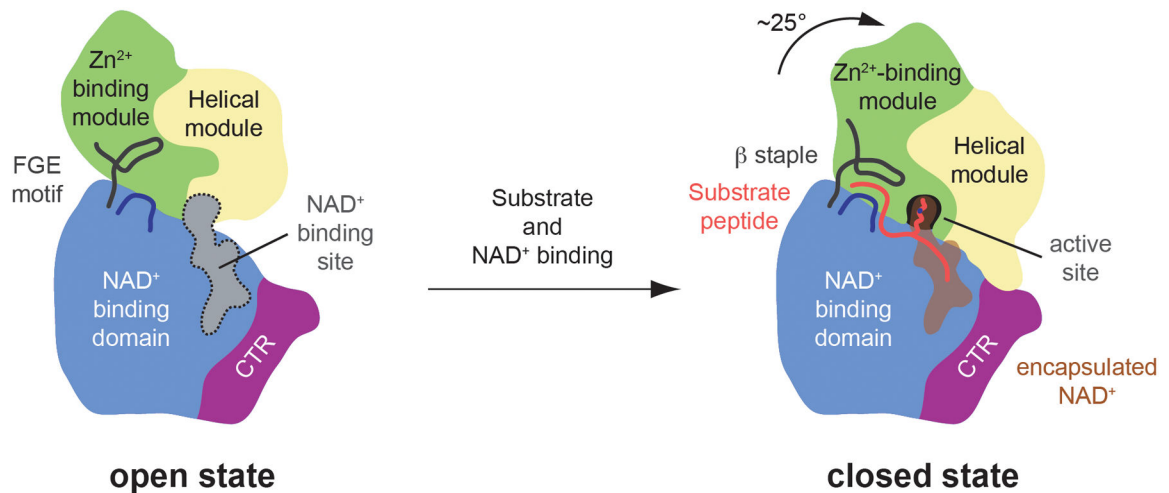 Zn²⁺
binding
module
Helical
module
FGE
motif
NAD⁺
binding
site
NAD⁺
binding
domain
CTR
open state
Substrate
and
NAD⁺ binding
~25°
Zn²⁺-binding
module
β staple
Helical
module
Substrate
peptide
active
site
NAD⁺
binding
domain
CTR
encapsulated
NAD⁺
closed state